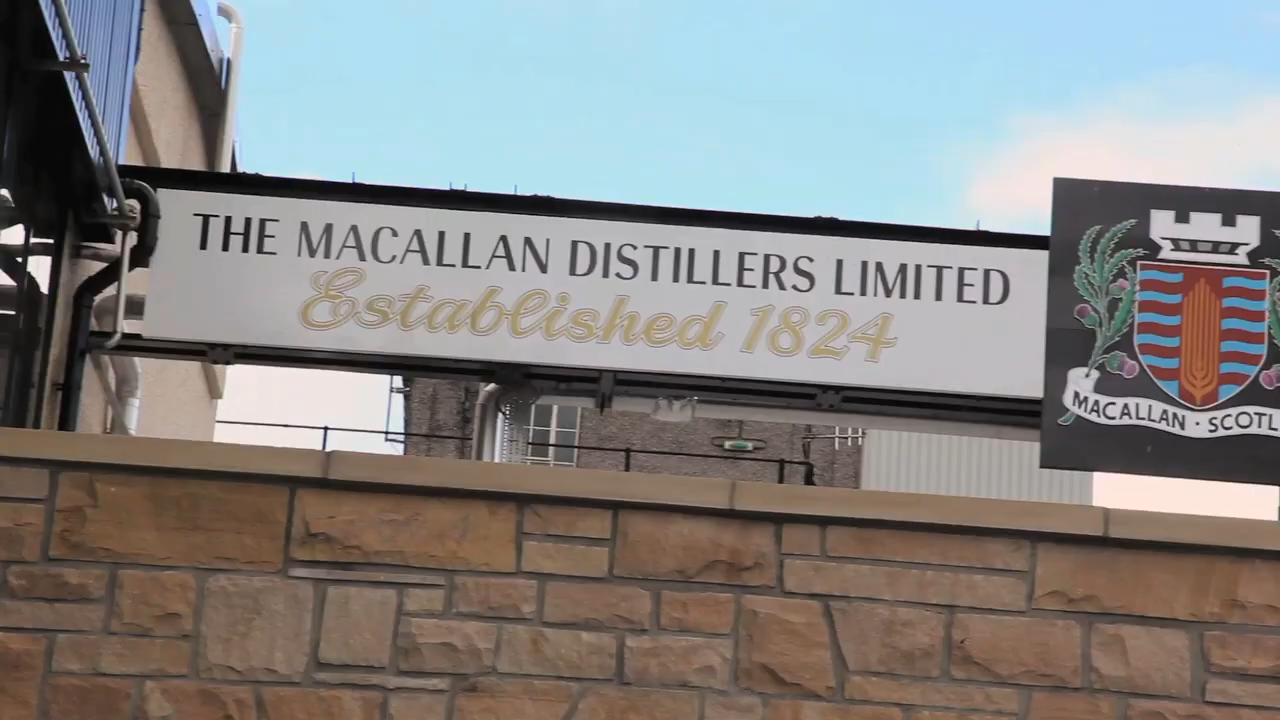 THE MACALLAN DISTILLERS LIMITED
Established 1824
MACALLAN · SCOTL